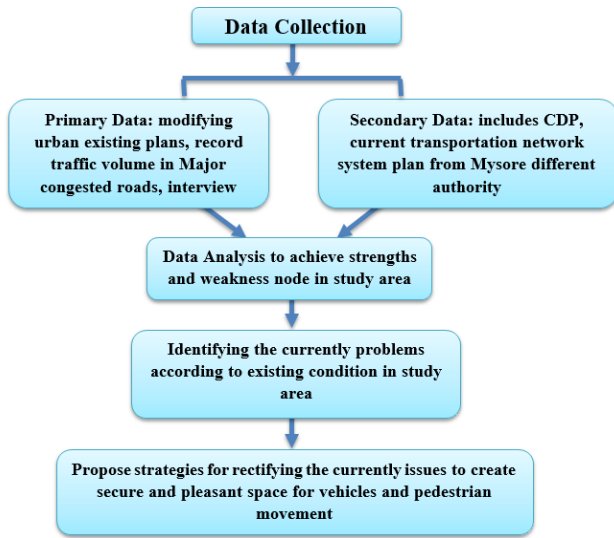 Data Collection
Primary Data: modifying
urban existing plans, record
traffic volume in Major
congested roads, interview
Secondary Data: includes CDP,
current transportation network
system plan from Mysore different
authority
Data Analysis to achieve strengths
and weakness node in study area
Identifying the currently problems
according to existing condition in study
area
Propose strategies for rectifying the currently issues to create
secure and pleasant space for vehicles and pedestrian
movement